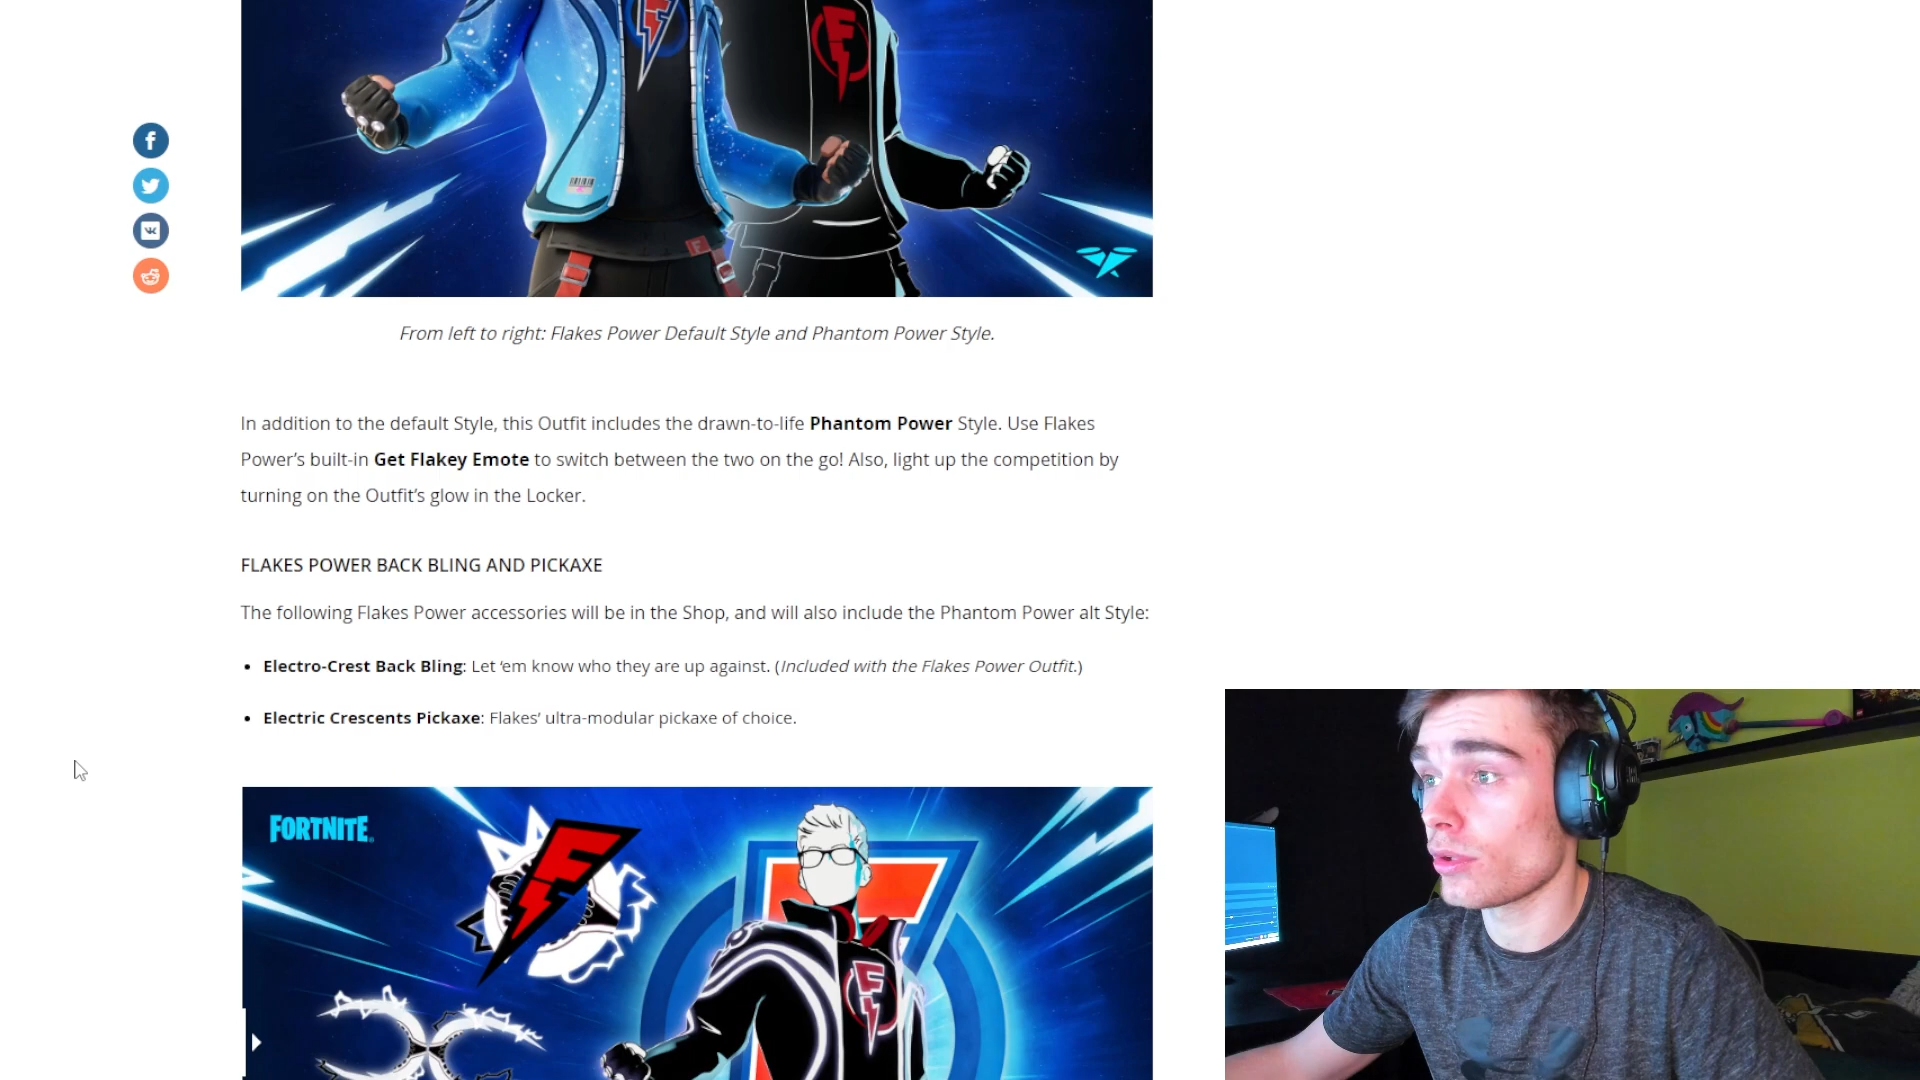 From left to right: Flakes Power Default Style and Phantom Power Style.
In addition to the default Style, this Outfit includes the drawn-to-life Phantom Power Style. Use Flakes
Power’s built-in Get Flakey Emote to switch between the two on the go! Also, light up the competition by
turning on the Outfit’s glow in the Locker.
FLAKES POWER BACK BLING AND PICKAXE
The following Flakes Power accessories will be in the Shop, and will also include the Phantom Power alt Style:
• Electro-Crest Back Bling: Let ‘em know who they are up against. (Included with the Flakes Power Outfit.)
• Electric Crescents Pickaxe: Flakes’ ultra-modular pickaxe of choice.
FORTNITE